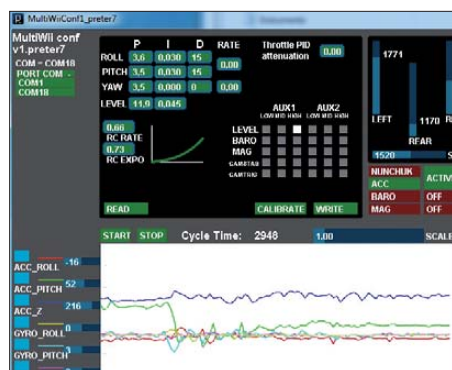 MultiWiiConf1_preter7
MultiWii conf
v1.preter7
COM = COM18
PORT COM
COM1
COM18
P I D RATE
Throttle PID
attenuation
0,00
ROLL 3,6 0,030 15
0,00
PITCH 3,5 0,030 15
YAW 3,5 0,000 0 0,00
LEVEL 11,9 0,045
AUX1 AUX2
LOW MID HIGH LOW MID HIGH
0.66
RC RATE
0.73
RC EXPO
LEVEL
BARO
MAG
CAMSTAB
CAMTRIG
READ CALIBRATE WRITE
1771
LEFT
1170
REAR
1520
NUNCHUK
ACC
ACTIV
BARO OFF
MAG OFF
START STOP Cycle Time: 2948 1.00 SCALE
ACC_ROLL -16
ACC_PITCH 52
ACC_Z 216
GYRO_ROLL 0
GYRO_PITCH